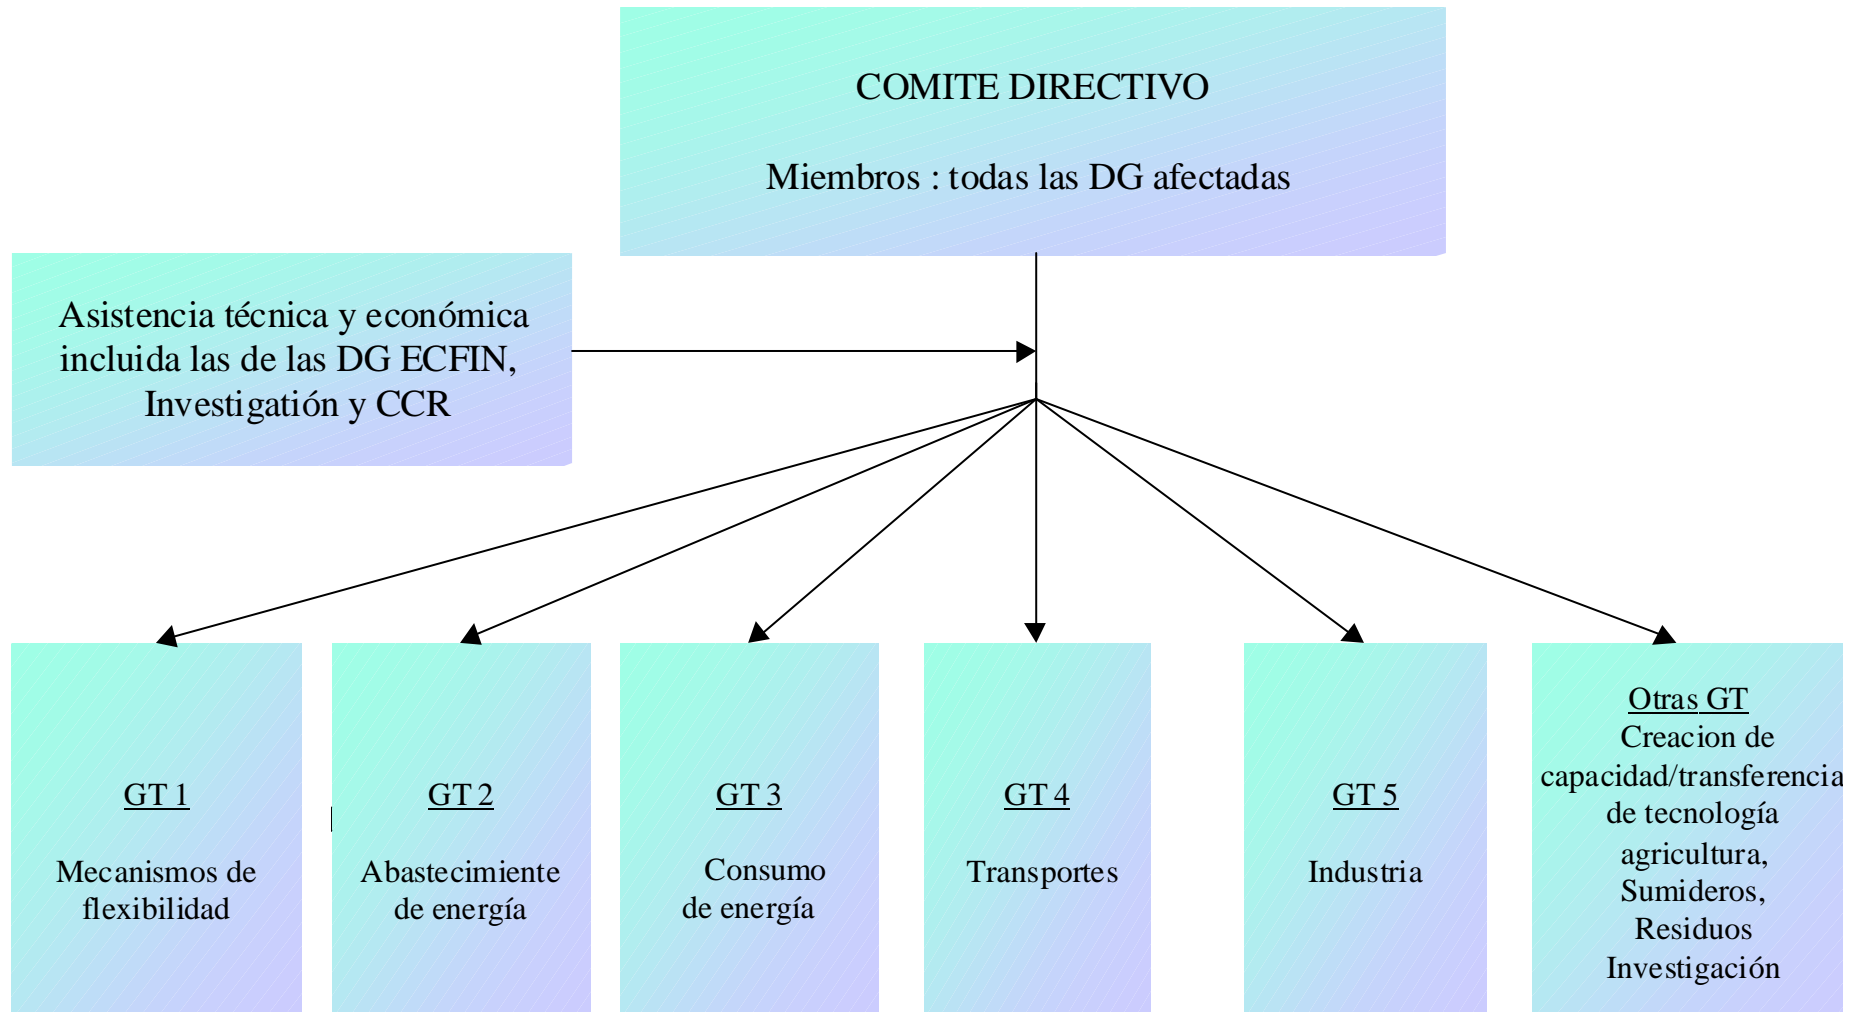 COMITE DIRECTIVO
Miembros : todas las DG afectadas
Asistencia técnica y económica
incluida las de las DG ECFIN,
Investigatión y CCR
GT 1
Mecanismos de
flexibilidad
GT 2
Abastecimiente
de energía
GT 3
Consumo
de energía
GT 4
Transportes
GT 5
Industria
Otras GT
Creacion de
capacidad/transferencia
de tecnología
agricultura,
Sumideros,
Residuos
Investigación